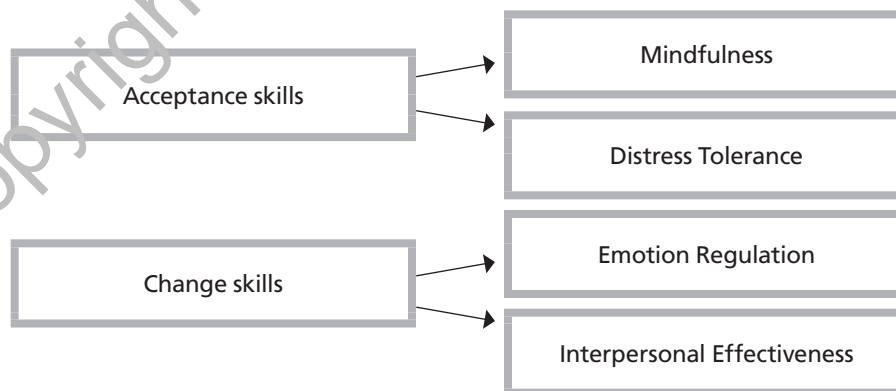 Acceptance skills
Mindfulness
Distress Tolerance
Change skills
Emotion Regulation
Interpersonal Effectiveness